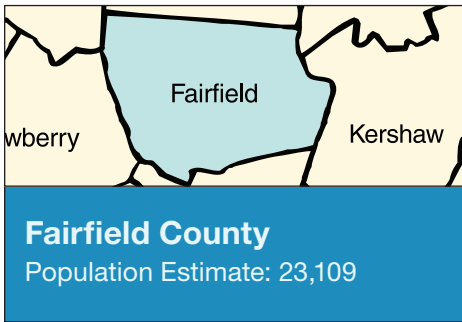 Fairfield
wberry
Kershaw
Fairfield County
Population Estimate: 23,109